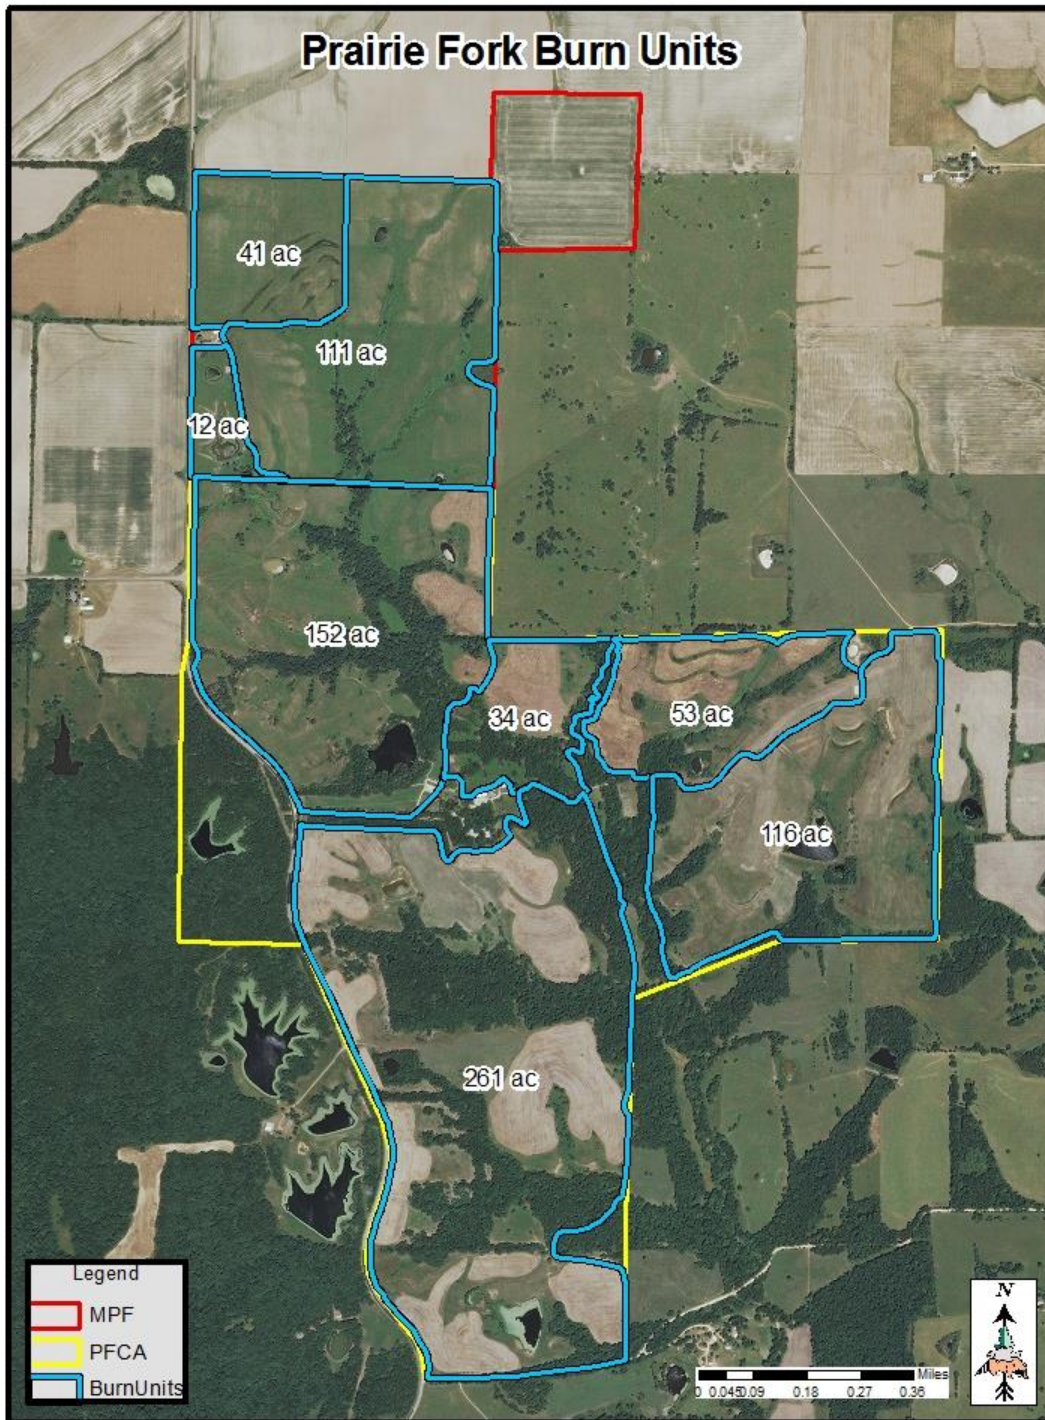 Prairie Fork Burn Units
41 ac
111 ac
12 ac
152 ac
34 ac
53 ac
116 ac
261 ac
Legend
MPF
PFCA
BurnUnits
N
Miles
0 0.045 0.09 0.18 0.27 0.36